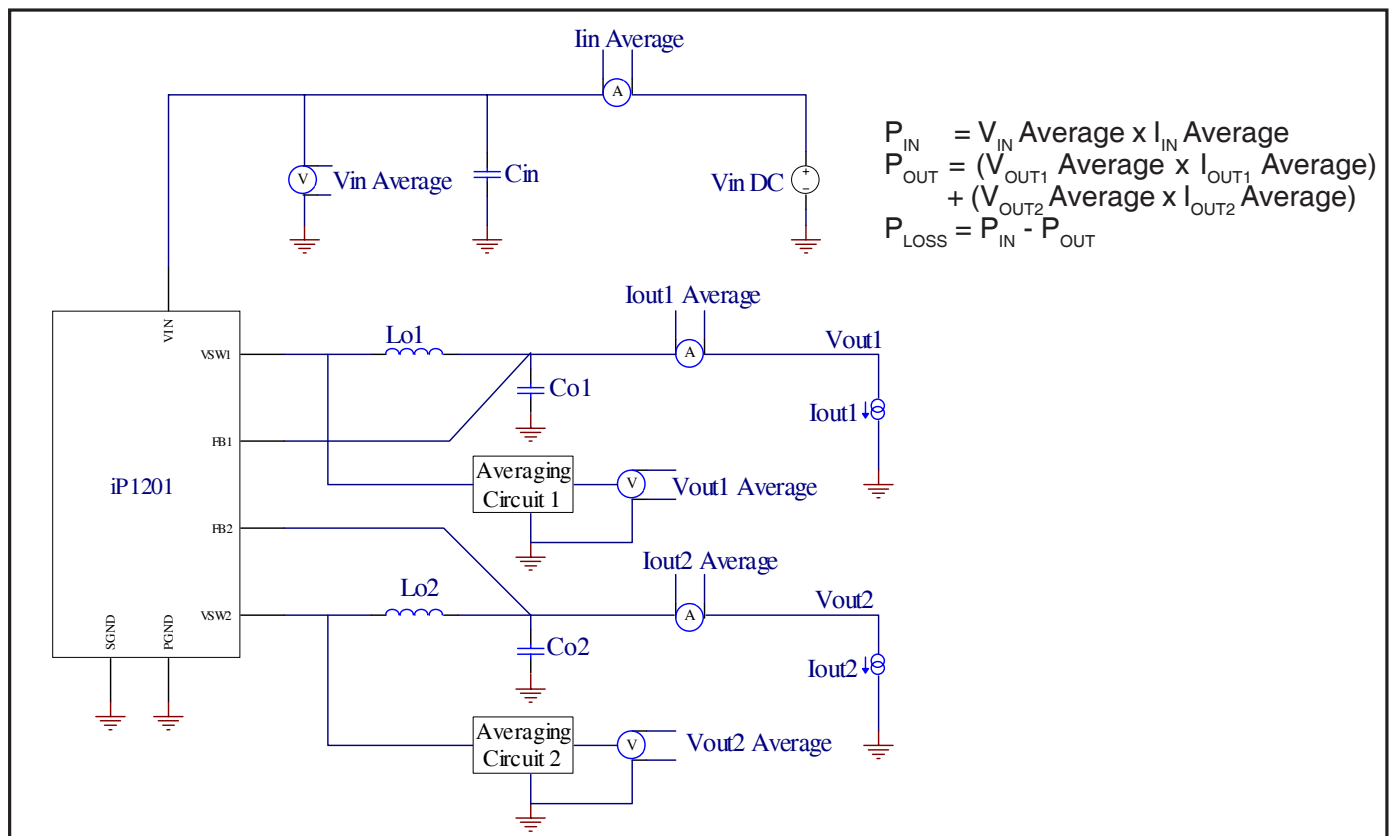 Iin Average
A
P_IN = V_IN Average x I_IN Average
P_OUT = (V_OUT1 Average x I_OUT1 Average)
+ (V_OUT2 Average x I_OUT2 Average)
P_LOSS = P_IN - P_OUT
V
Vin Average
Cin
Vin DC
+
−
Iout1 Average
VIN
VSW1
Lo1
A
Vout1
Co1
Iout1
FB1
iP1201
Averaging
Circuit 1
V
Vout1 Average
FB2
Iout2 Average
Lo2
VSW2
A
Vout2
SGND
PGND
Co2
Iout2
Averaging
Circuit 2
V
Vout2 Average